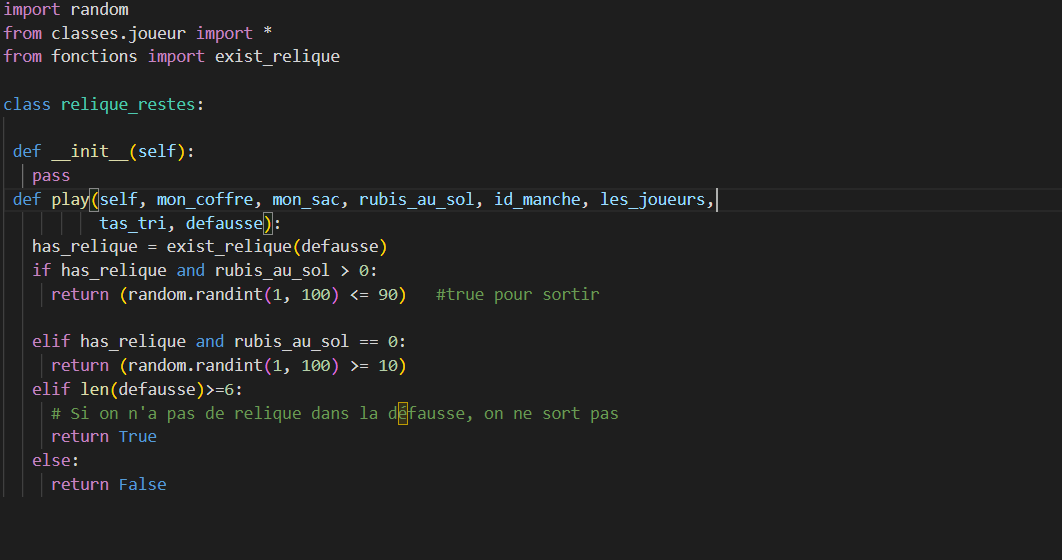 import random
from classes.joueur import *
from fonctions import exist_relique
class relique_restes:
def __init__(self):
pass
def play(self, mon_coffre, mon_sac, rubis_au_sol, id_manche, les_joueurs,
tas_tri, defausse):
has_relique = exist_relique(defausse)
if has_relique and rubis_au_sol > 0:
return (random.randint(1, 100) <= 90)   #true pour sortir
elif has_relique and rubis_au_sol == 0:
return (random.randint(1, 100) >= 10)
elif len(defausse)>=6:
# Si on n'a pas de relique dans la défausse, on ne sort pas
return True
else:
return False